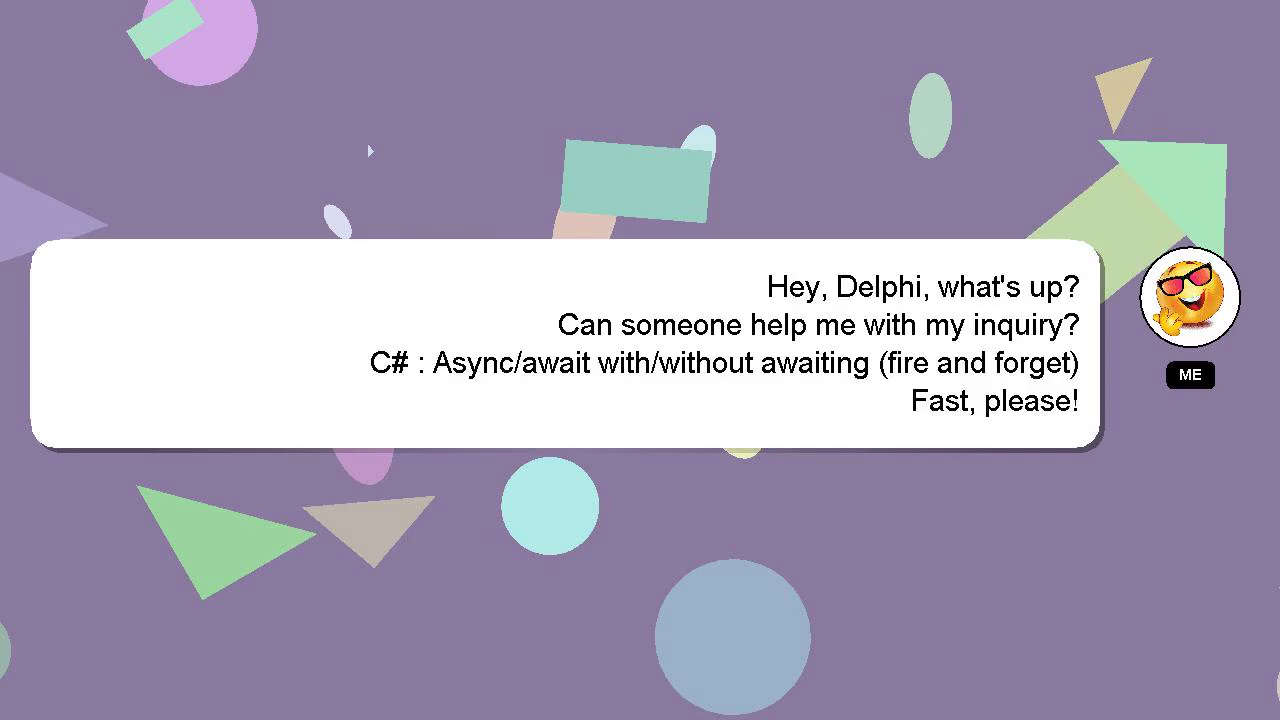 Hey, Delphi, what's up?
Can someone help me with my inquiry?
C# : Async/await with/without awaiting (fire and forget)
Fast, please!
ME